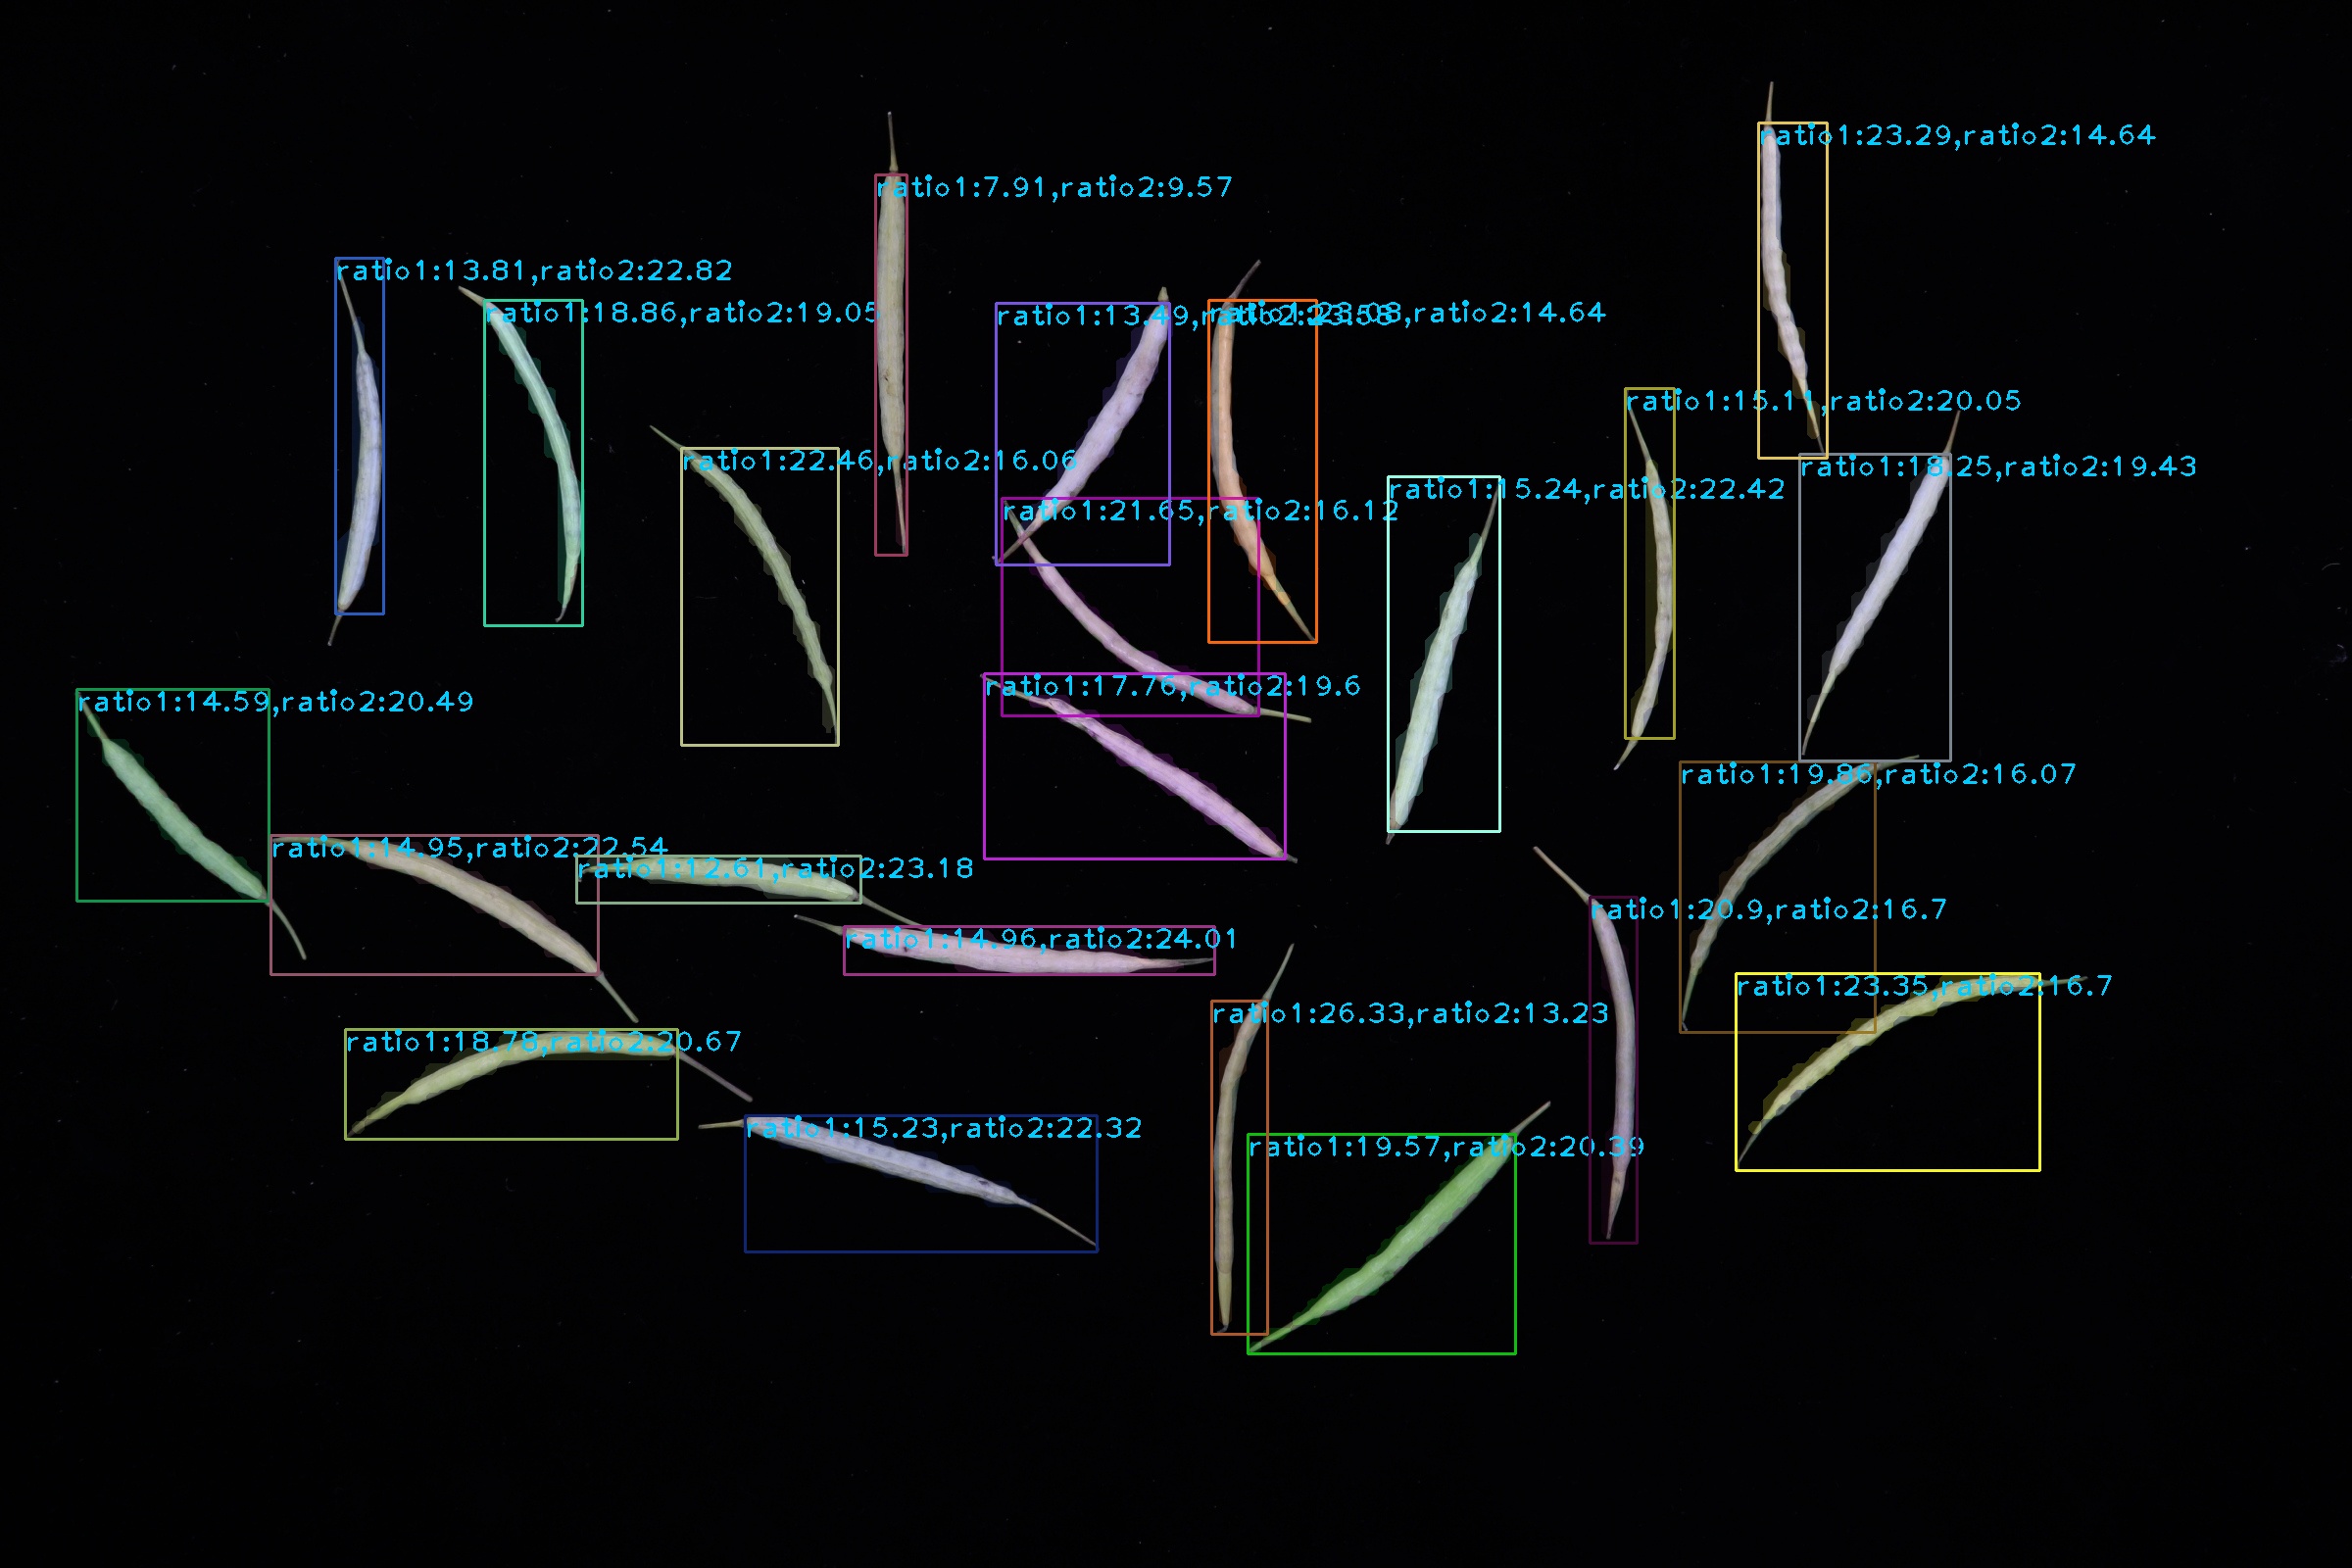 ratio1:23.29,ratio2:14.64
ratio1:7.91,ratio2:9.57
ratio1:13.81,ratio2:22.82
ratio1:18.86,ratio2:19.05
ratio1:13.49,
ratio2:14.64
ratio1:15.11,ratio2:20.05
ratio1:22.46,ratio2:16.06
ratio1:18.25,ratio2:19.43
ratio1:15.24,ratio2:22.42
ratio1:21.65,ratio2:16.12
ratio1:17.76,ratio2:19.6
ratio1:14.59,ratio2:20.49
ratio1:19.86,ratio2:16.07
ratio1:14.95,ratio2:22.54
ratio1:12.61,ratio2:23.18
ratio1:20.9,ratio2:16.7
ratio1:14.96,ratio2:24.01
ratio1:23.35,ratio2:16.7
ratio1:26.33,ratio2:13.23
ratio1:18.78,ratio2:20.67
ratio1:15.23,ratio2:22.32
ratio1:19.57,ratio2:20.39